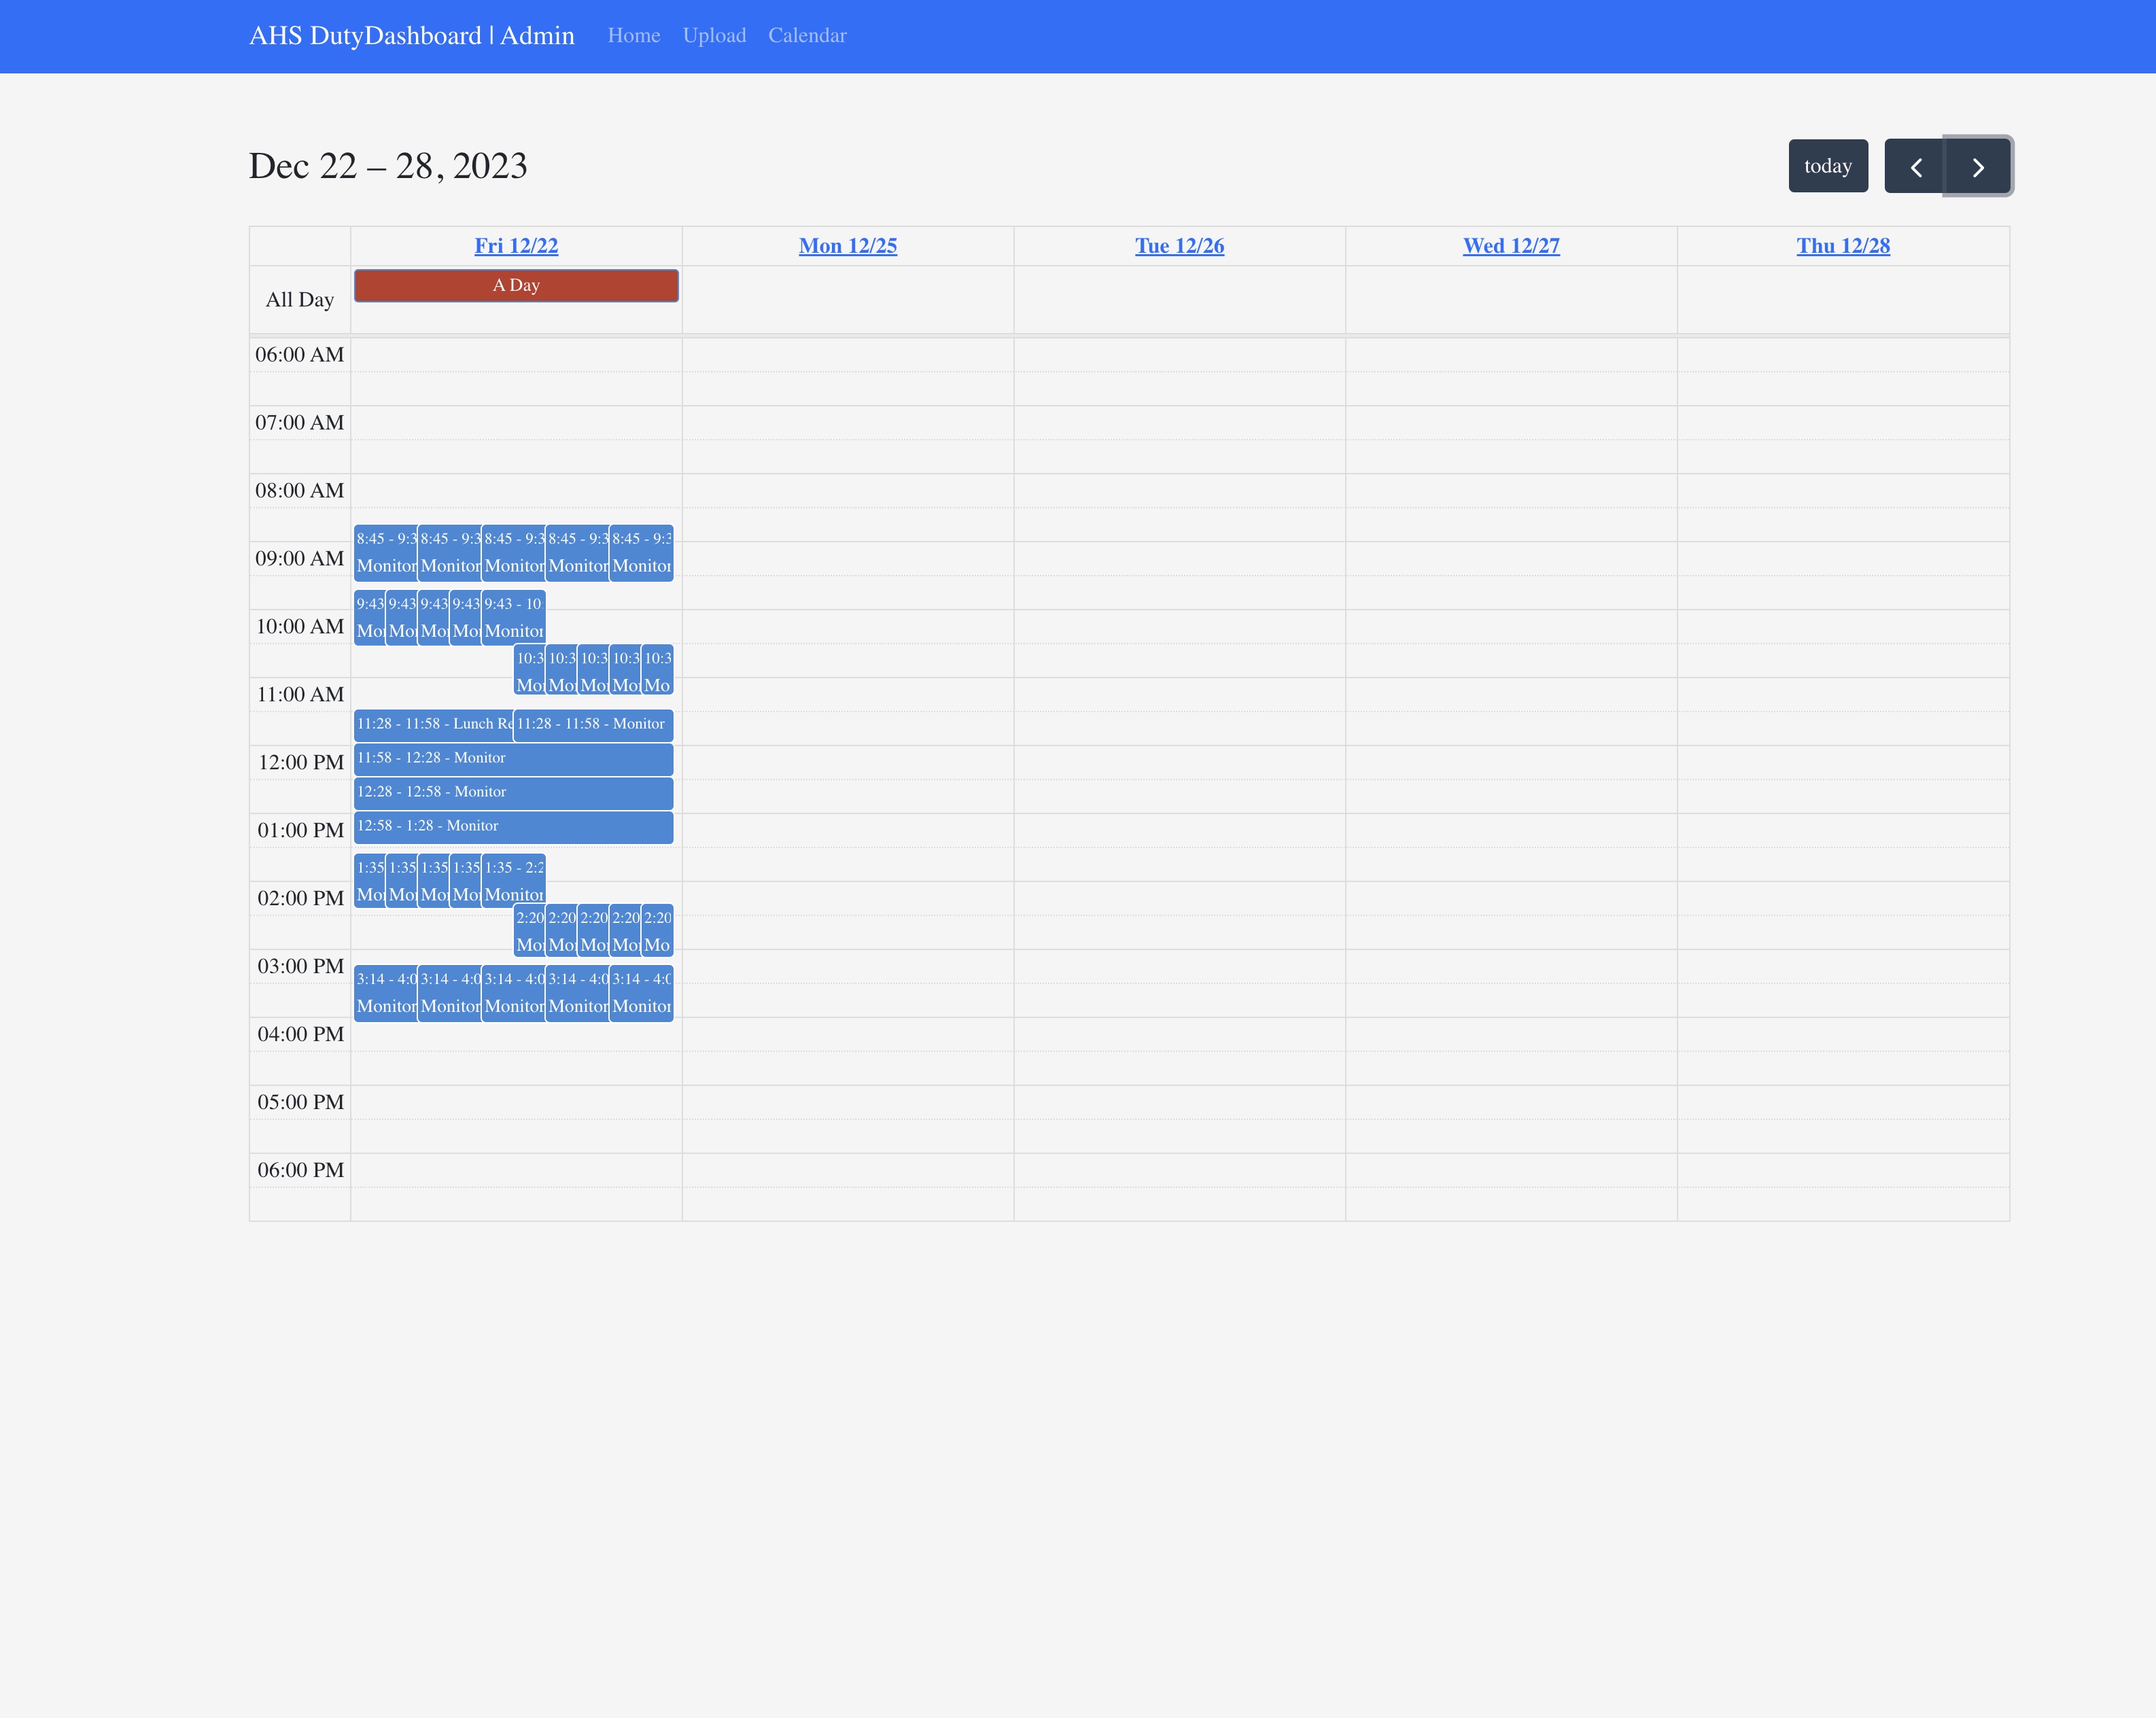 AHS DutyDashboard | Admin Home Upload Calendar
Dec 22 – 28, 2023 today
Fri 12/22 Mon 12/25 Tue 12/26 Wed 12/27 Thu 12/28
All Day A Day
06:00 AM
07:00 AM
08:00 AM
8:45 - 9:3 8:45 - 9:3 8:45 - 9:3 8:45 - 9:3 8:45 - 9:3
09:00 AM
Monitor Monitor Monitor Monitor Monitor
9:43 9:43 9:43 9:43 9:43 - 10
10:00 AM
Mo Mo Mo Mo Monitor
10:3 10:3 10:3 10:3 10:3
Mo Mo Mo Mo Mo
11:00 AM
11:28 - 11:58 - Lunch Re 11:28 - 11:58 - Monitor
11:58 - 12:28 - Monitor
12:00 PM
12:28 - 12:58 - Monitor
12:58 - 1:28 - Monitor
01:00 PM
1:35 1:35 1:35 1:35 1:35 - 2:2
Mo Mo Mo Mo Monitor
02:00 PM
2:20 2:20 2:20 2:20 2:20
Mo Mo Mo Mo Mo
03:00 PM
3:14 - 4:0 3:14 - 4:0 3:14 - 4:0 3:14 - 4:0 3:14 - 4:0
Monitor Monitor Monitor Monitor Monitor
04:00 PM
05:00 PM
06:00 PM